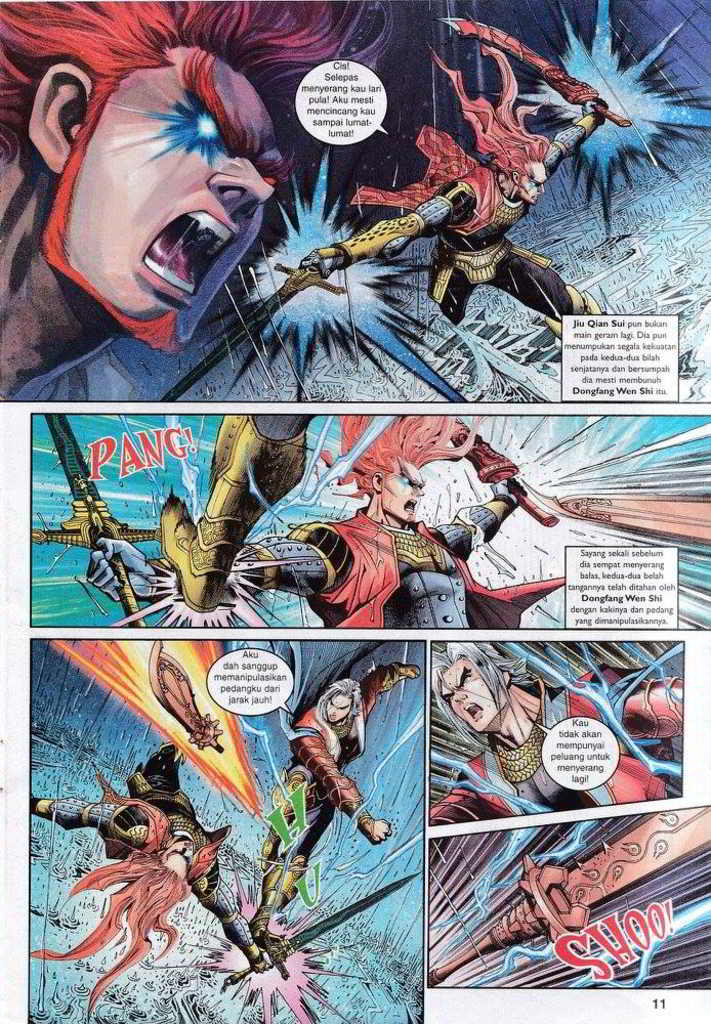 Cis!
Selepas
menyerang kau lari
pula! Aku mesti
mencincang kau
sampai lumat-
lumat!
Jiu Qian Sui pun bukan
main geram lagi. Dia pun
menumpukan segala kekuatan
pada kedua-dua bilah
senjatanya dan bersumpah
dia mesti membunuh
Dongfang Wen Shi itu.
PANG!
Sayang sekali sebelum
dia sempat menyerang
balas, kedua-dua belah
tangannya telah ditahan oleh
Dongfang Wen Shi
dengan kakinya dan pedang
yang dimanipulasikannya.
Aku
dah sanggup
memanipulasikan
pedangku dari
jarak jauh!
HU
Kau
tidak akan
mempunyai
peluang untuk
menyerang
lagi!
SHOO!
11